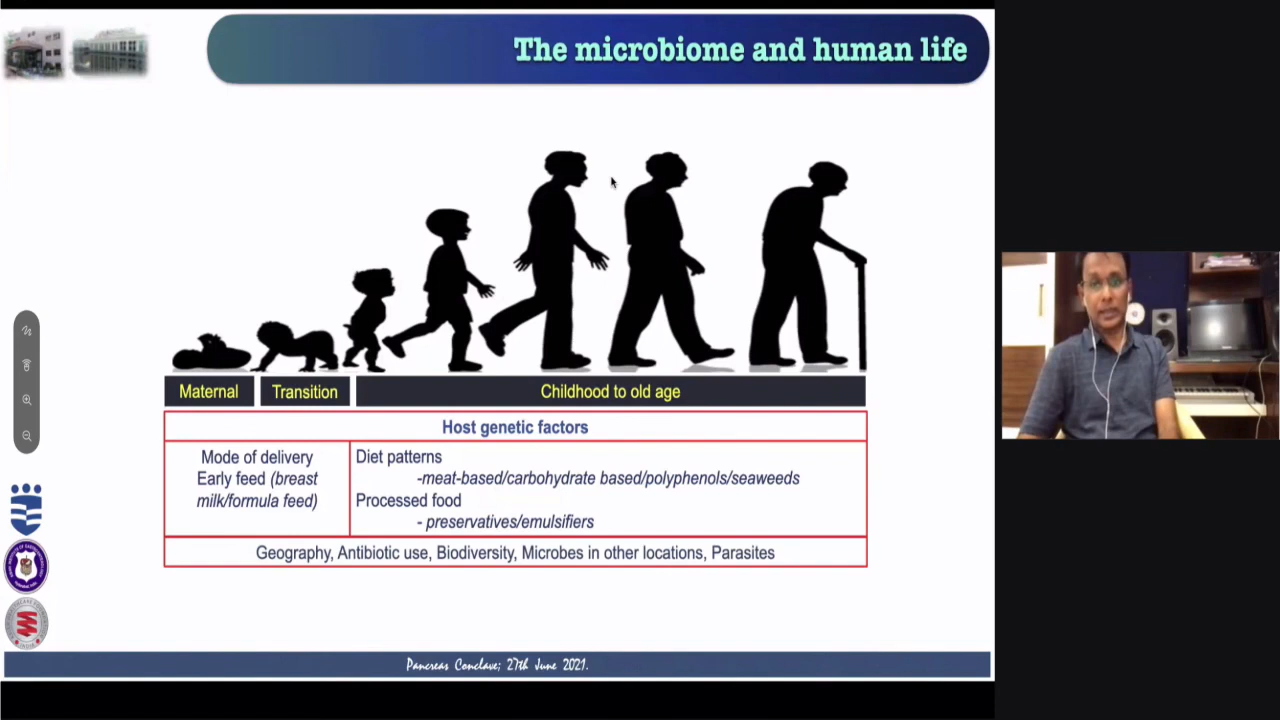 The microbiome and human life
Maternal
Transition
Childhood to old age
Host genetic factors
Mode of delivery
Early feed (breast
milk/formula feed)
Diet patterns
-meat-based/carbohydrate based/polyphenols/seaweeds
Processed food
- preservatives/emulsifiers
Geography, Antibiotic use, Biodiversity, Microbes in other locations, Parasites
Pancreas Conclave; 27th June 2021.